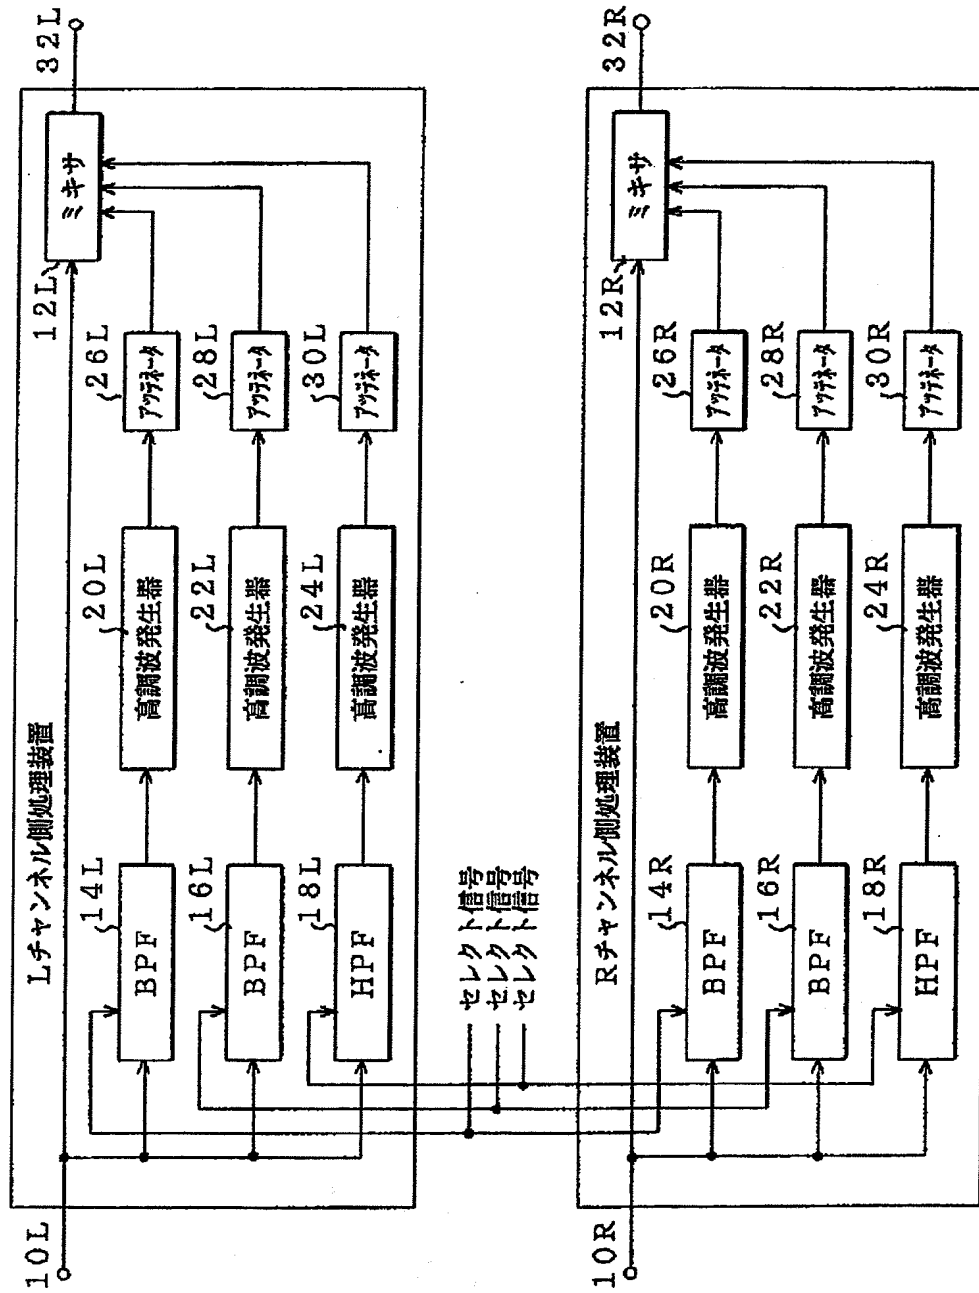 Lチャンネル側処理装置
10L
12L
ミキサ
32L
14L
BPF
20L
高調波発生器
26L
アッテネータ
16L
BPF
22L
高調波発生器
28L
アッテネータ
18L
HPF
24L
高調波発生器
30L
アッテネータ
セレクト信号
セレクト信号
セレクト信号
Rチャンネル側処理装置
10R
12R
ミキサ
32R
14R
BPF
20R
高調波発生器
26R
アッテネータ
16R
BPF
22R
高調波発生器
28R
アッテネータ
18R
HPF
24R
高調波発生器
30R
アッテネータ